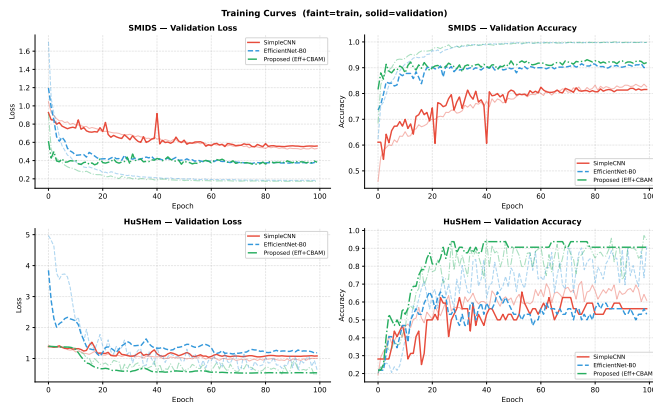 Training Curves (faint=train, solid=validation)
SMIDS — Validation Loss
SimpleCNN
EfficientNet-B0
Proposed (Eff+CBAM)
Loss
1.6
1.4
1.2
1.0
0.8
0.6
0.4
0.2
0 20 40 60 80 100
Epoch
SMIDS — Validation Accuracy
Accuracy
1.0
0.9
0.8
0.7
0.6
0.5
SimpleCNN
EfficientNet-B0
Proposed (Eff+CBAM)
0 20 40 60 80 100
Epoch
HuSHem — Validation Loss
SimpleCNN
EfficientNet-B0
Proposed (Eff+CBAM)
Loss
5
4
3
2
1
0 20 40 60 80 100
Epoch
HuSHem — Validation Accuracy
Accuracy
1.0
0.9
0.8
0.7
0.6
0.5
0.4
0.3
0.2
SimpleCNN
EfficientNet-B0
Proposed (Eff+CBAM)
0 20 40 60 80 100
Epoch